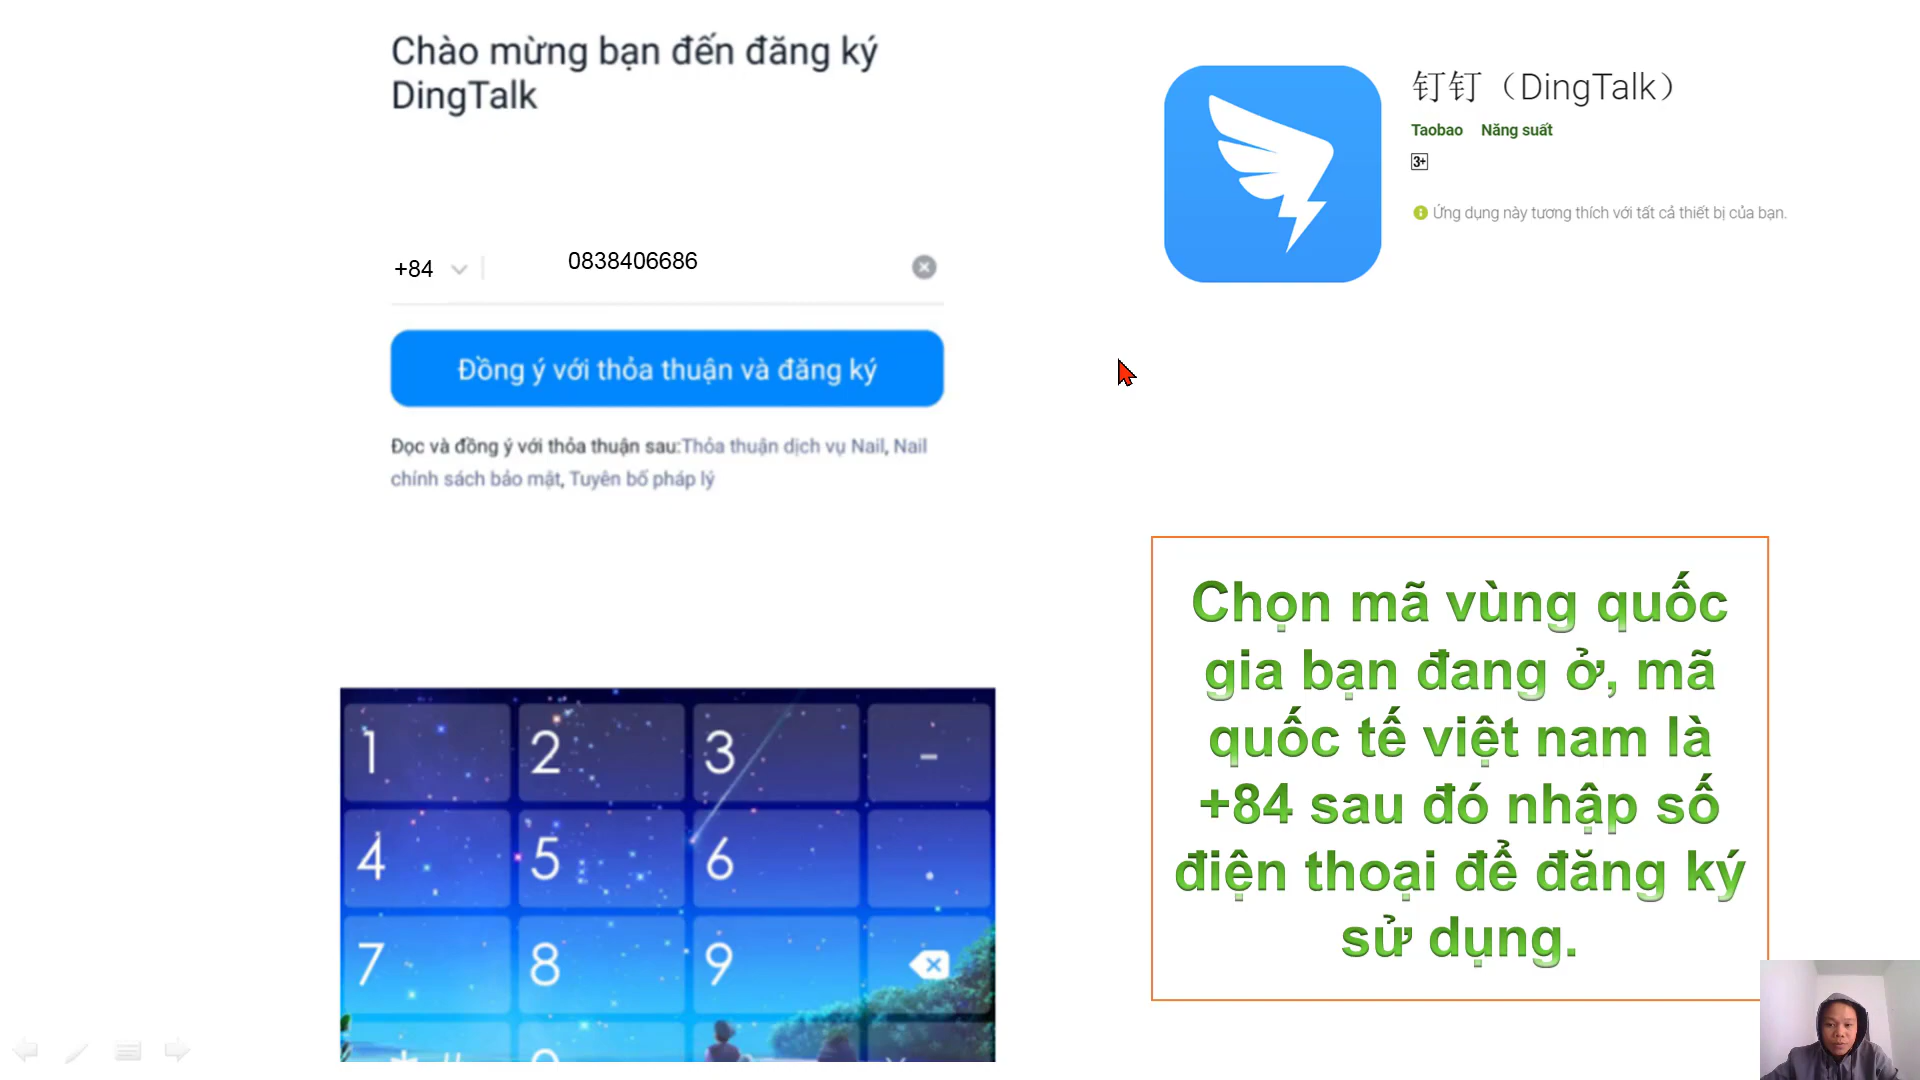 Chào mừng bạn đến đăng ký
DingTalk
+84
0838406686
Đồng ý với thỏa thuận và đăng ký
Đọc và đồng ý với thỏa thuận sau:Thỏa thuận dịch vụ Nail, Nail
chính sách bảo mật, Tuyên bố pháp lý
钉钉（DingTalk）
Taobao Năng suất
3+
Ứng dụng này tương thích với tất cả thiết bị của bạn.
Chọn mã vùng quốc
gia bạn đang ở, mã
quốc tế việt nam là
+84 sau đó nhập số
điện thoại để đăng ký
sử dụng.
1 2 3 -
4 5 6 .
7 8 9
* # 0